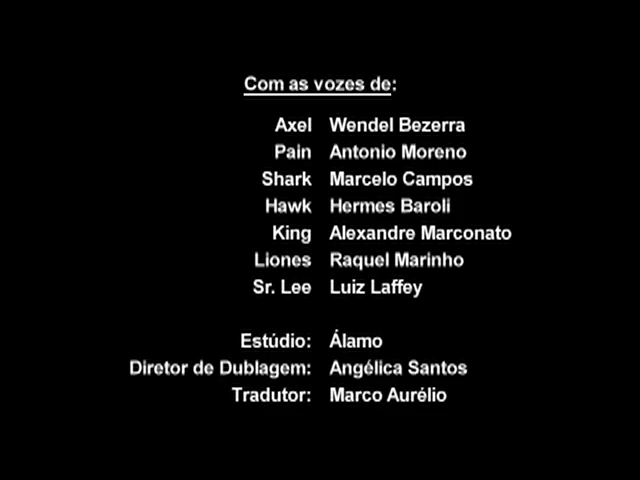 Com as vozes de:
Axel Wendel Bezerra
Pain Antonio Moreno
Shark Marcelo Campos
Hawk Hermes Baroli
King Alexandre Marconato
Liones Raquel Marinho
Sr. Lee Luiz Laffey
Estúdio: Álamo
Diretor de Dublagem: Angélica Santos
Tradutor: Marco Aurélio